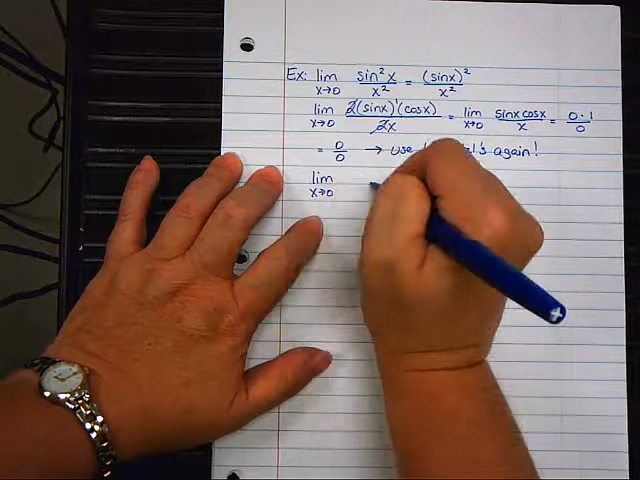 Ex: lim x→0 sin²x / x² = (sinx)² / x²
lim x→0 2(sinx)¹(cosx) / 2x = lim x→0 sinx cosx / x = 0·1 / 0
= 0/0 → use 's again!
lim x→0